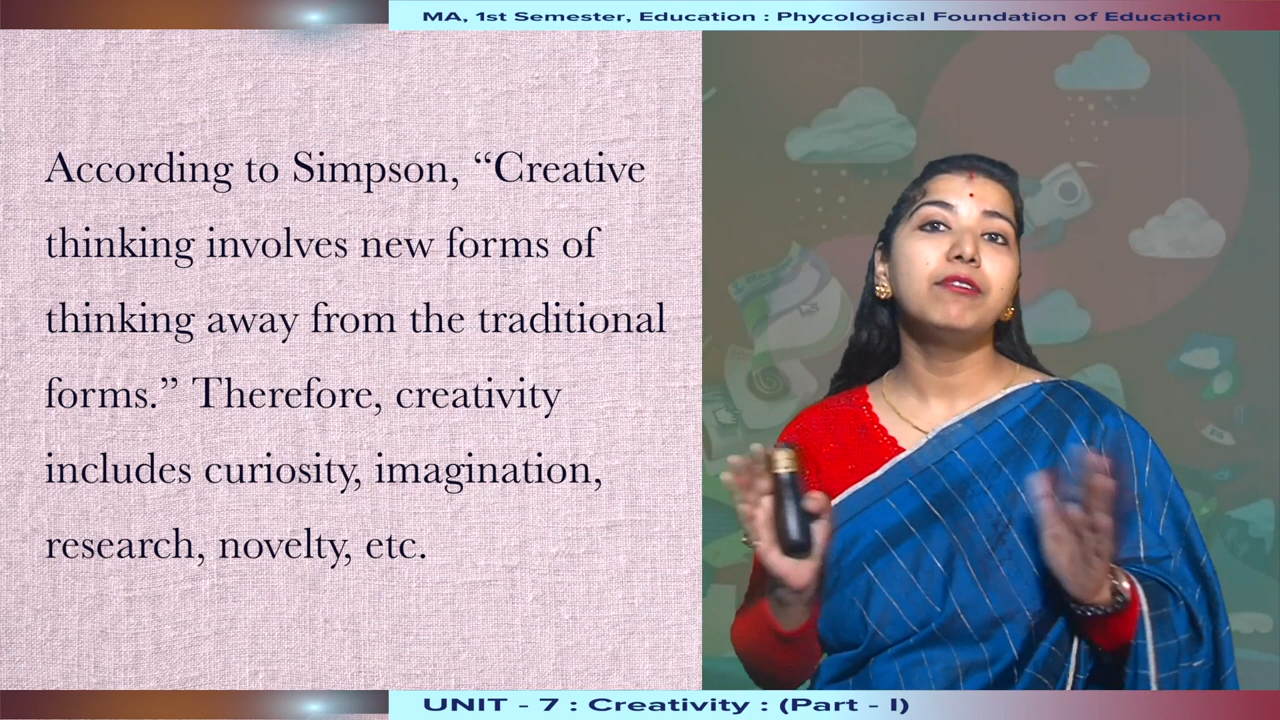 MA, 1st Semester, Education : Phycological Foundation of Education
According to Simpson, “Creative
thinking involves new forms of
thinking away from the traditional
forms.” Therefore, creativity
includes curiosity, imagination,
research, novelty, etc.
UNIT - 7 : Creativity : (Part - I)